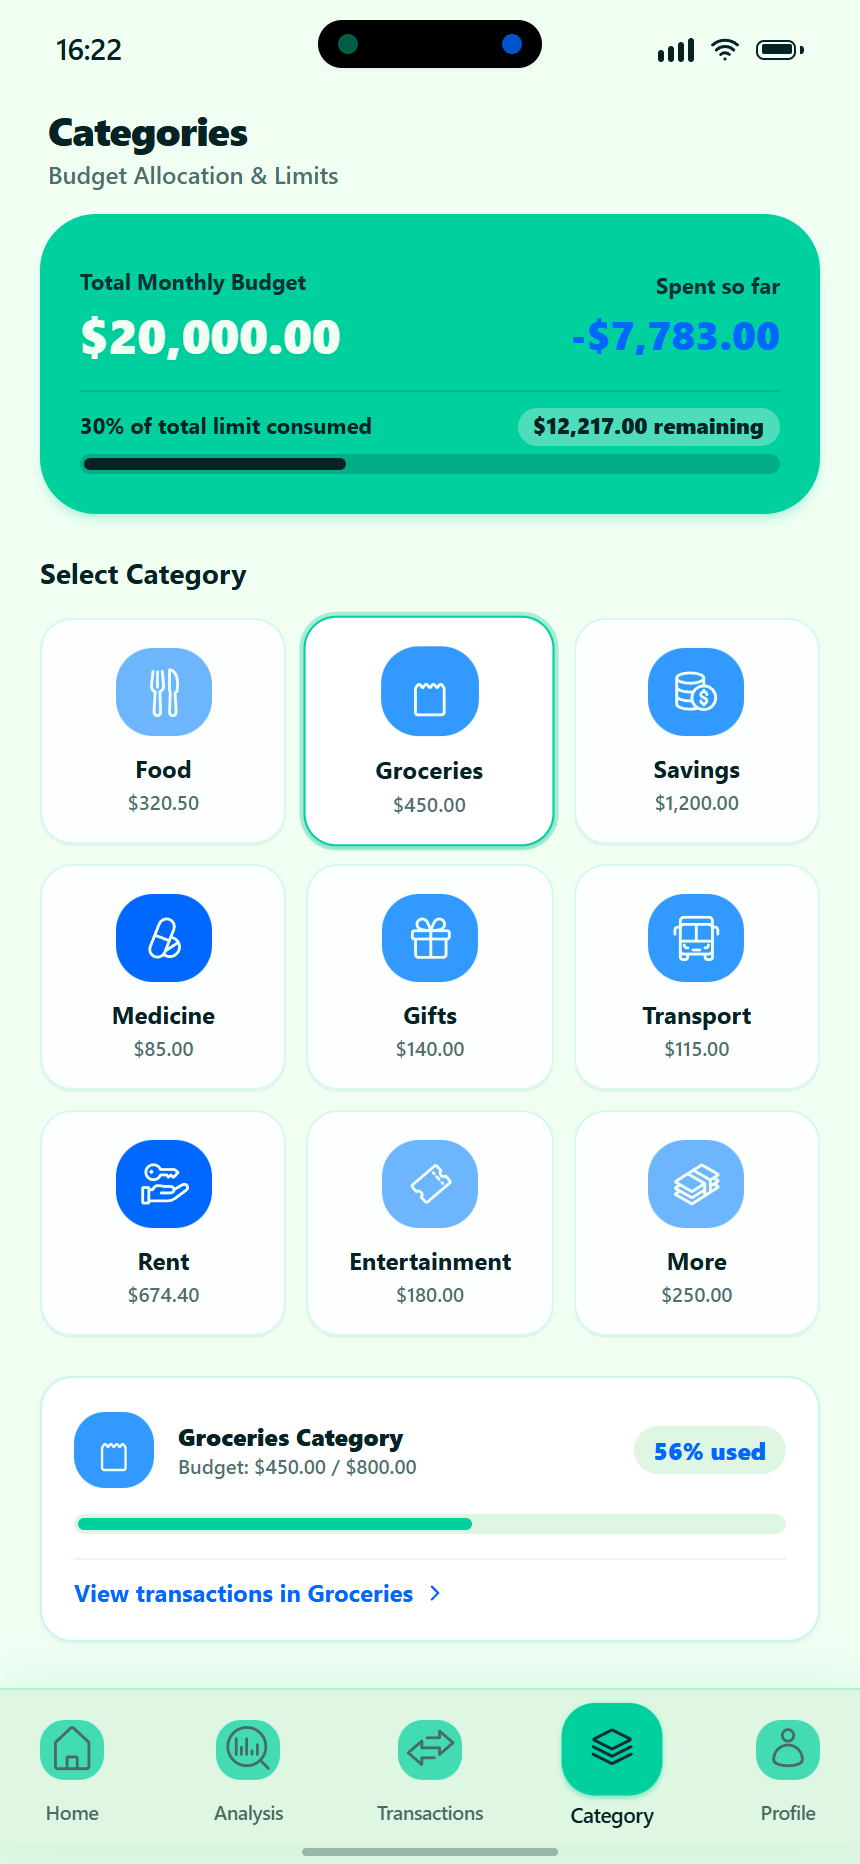 16:22
Categories
Budget Allocation & Limits
Total Monthly Budget
Spent so far
$20,000.00
-$7,783.00
30% of total limit consumed
$12,217.00 remaining
Select Category
Food
$320.50
Groceries
$450.00
Savings
$1,200.00
Medicine
$85.00
Gifts
$140.00
Transport
$115.00
Rent
$674.40
Entertainment
$180.00
More
$250.00
Groceries Category
Budget: $450.00 / $800.00
56% used
View transactions in Groceries
Home
Analysis
Transactions
Category
Profile